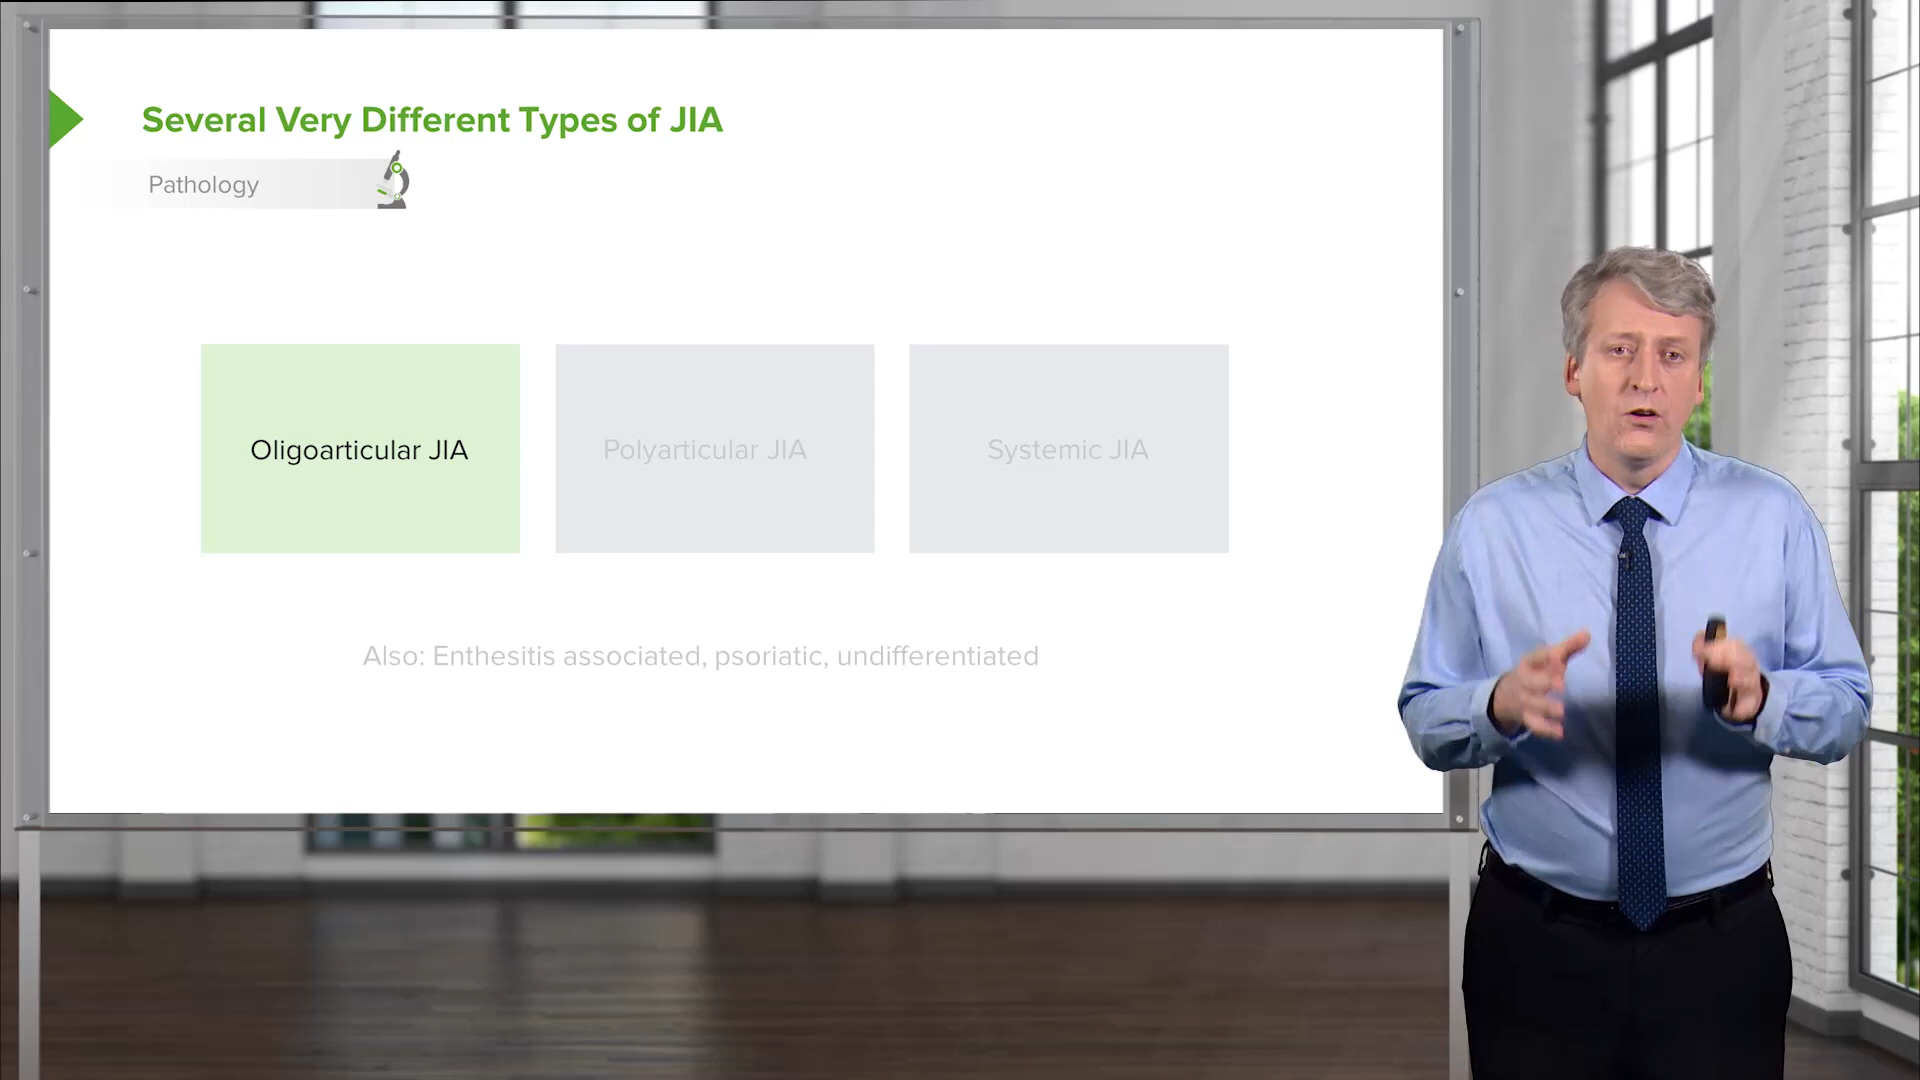 Several Very Different Types of JIA
Pathology
Oligoarticular JIA
Polyarticular JIA
Systemic JIA
Also: Enthesitis associated, psoriatic, undifferentiated